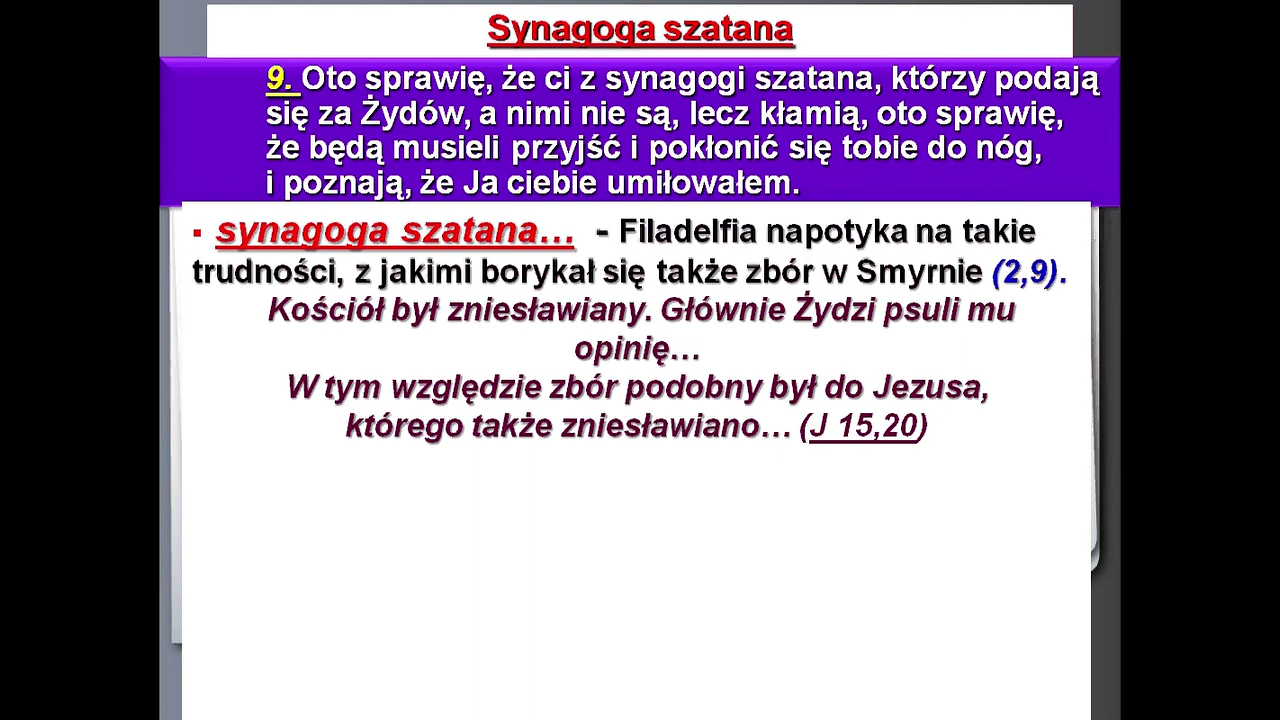 Synagoga szatana
9. Oto sprawię, że ci z synagogi szatana, którzy podają
się za Żydów, a nimi nie są, lecz kłamią, oto sprawię,
że będą musieli przyjść i pokłonić się tobie do nóg,
i poznają, że Ja ciebie umiłowałem.
▪ synagoga szatana... - Filadelfia napotyka na takie
trudności, z jakimi borykał się także zbór w Smyrnie (2,9).
Kościół był zniesławiany. Głównie Żydzi psuli mu
opinię...
W tym względzie zbór podobny był do Jezusa,
którego także zniesławiano... (J 15,20)